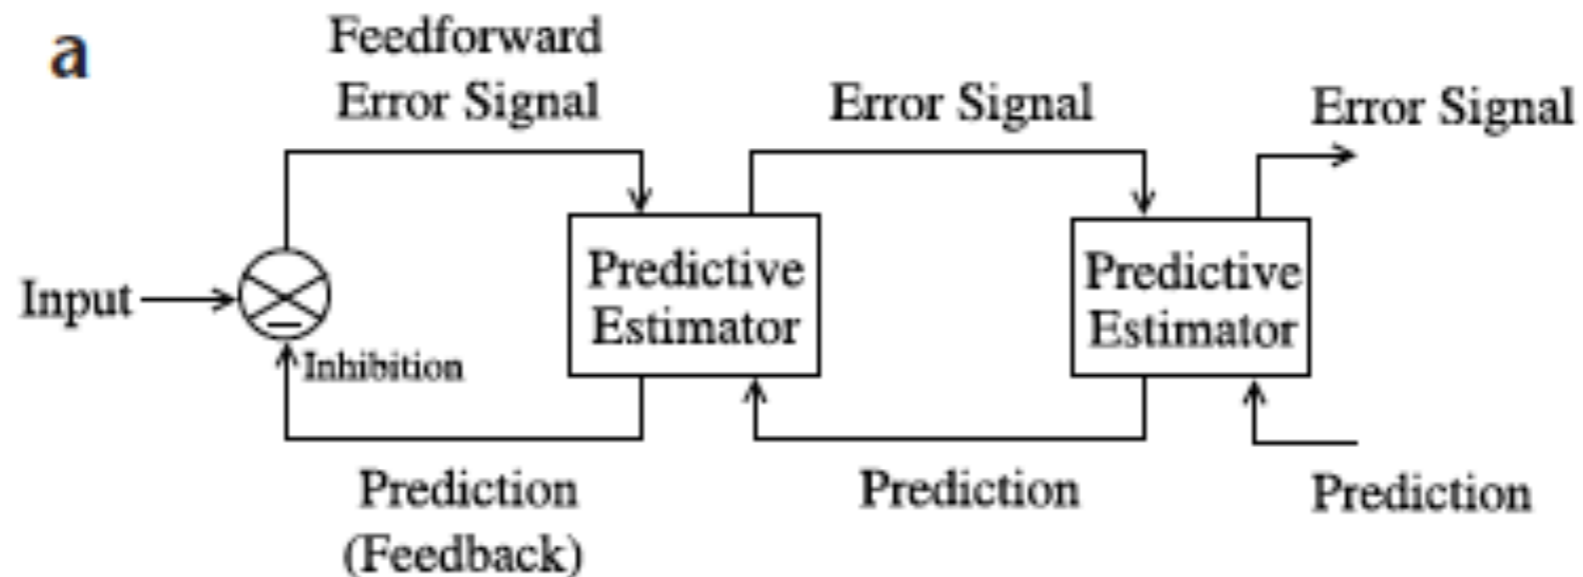 a
Feedforward
Error Signal
Error Signal
Error Signal
Input
Predictive
Estimator
Predictive
Estimator
Inhibition
Prediction
(Feedback)
Prediction
Prediction